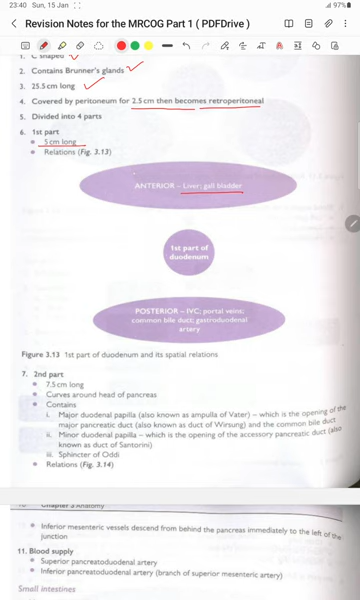 23:40 Sun, 15 Jan
97%
Revision Notes for the MRCOG Part 1 ( PDFDrive )
1. C shaped
2. Contains Brunner's glands
3. 25.5 cm long
4. Covered by peritoneum for 2.5 cm then becomes retroperitoneal
5. Divided into 4 parts
6. 1st part
5 cm long
Relations (Fig. 3.13)
ANTERIOR – Liver; gall bladder
1st part of
duodenum
POSTERIOR – IVC; portal veins;
common bile duct; gastroduodenal
artery
Figure 3.13 1st part of duodenum and its spatial relations
7. 2nd part
7.5 cm long
Curves around head of pancreas
Contains
i. Major duodenal papilla (also known as ampulla of Vater) – which is the opening of the
major pancreatic duct (also known as duct of Wirsung) and the common bile duct
ii. Minor duodenal papilla – which is the opening of the accessory pancreatic duct (also
known as duct of Santorini)
iii. Sphincter of Oddi
Relations (Fig. 3.14)
Chapter 3 Anatomy
Inferior mesenteric vessels descend from behind the pancreas immediately to the left of the
junction
11. Blood supply
Superior pancreatoduodenal artery
Inferior pancreatoduodenal artery (branch of superior mesenteric artery)
Small intestines